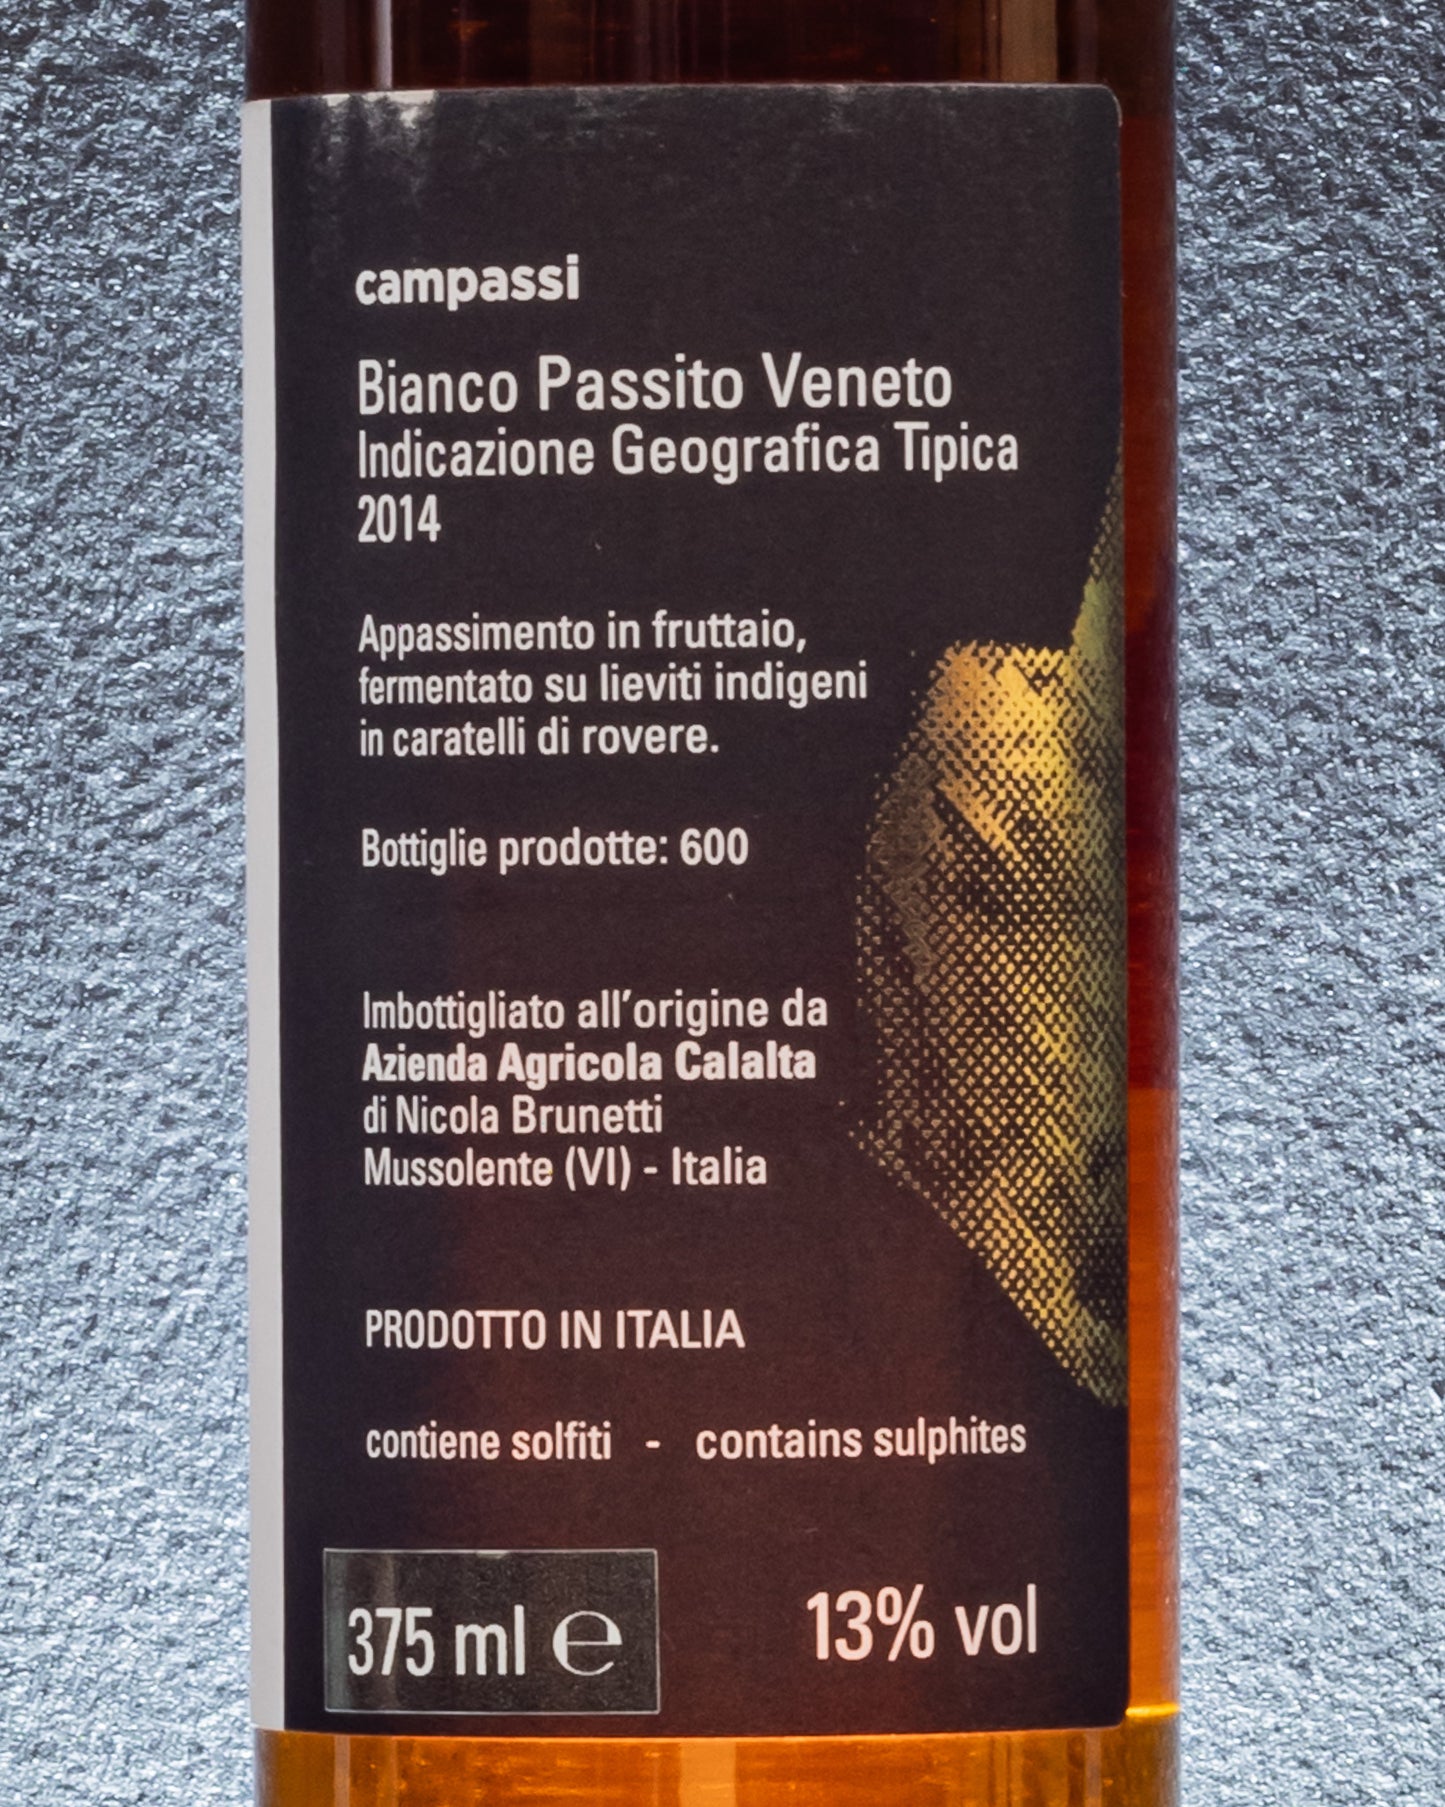 campassi
Bianco Passito Veneto
Indicazione Geografica Tipica
2014
Appassimento in fruttaio,
fermentato su lieviti indigeni
in caratelli di rovere.
Bottiglie prodotte: 600
Imbottigliato all'origine da
Azienda Agricola Calalta
di Nicola Brunetti
Mussolente (VI) - Italia
PRODOTTO IN ITALIA
contiene solfiti - contains sulphites
375 ml ℮
13% vol